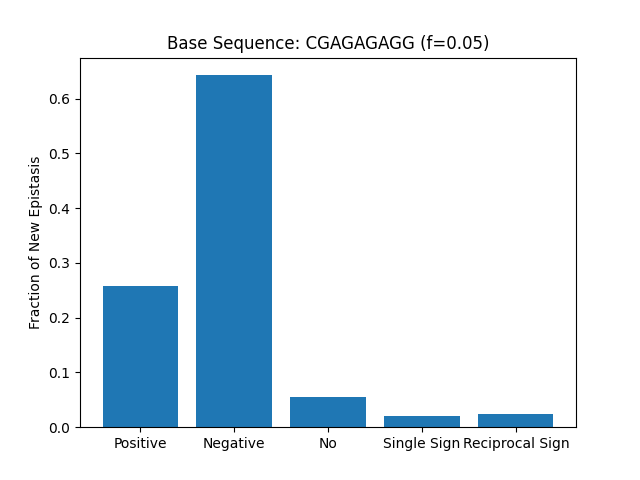 Base Sequence: CGAGAGAGG (f=0.05)
Fraction of New Epistasis
0.6
0.5
0.4
0.3
0.2
0.1
0.0
Positive Negative No Single Sign Reciprocal Sign